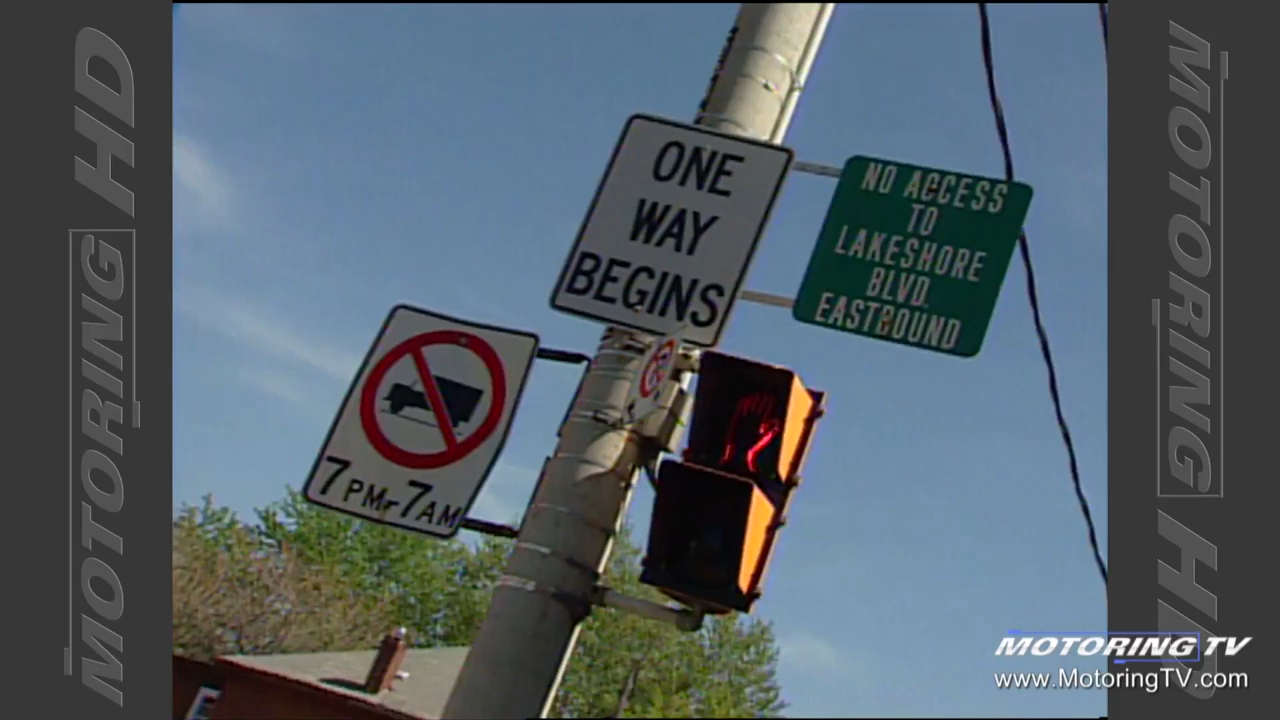 MOTORING HD
ONE
WAY
BEGINS
NO ACCESS
TO
LAKESHORE
BLVD.
EASTBOUND
7PM-7AM
MOTORING HD
MOTORING TV
www.MotoringTV.com